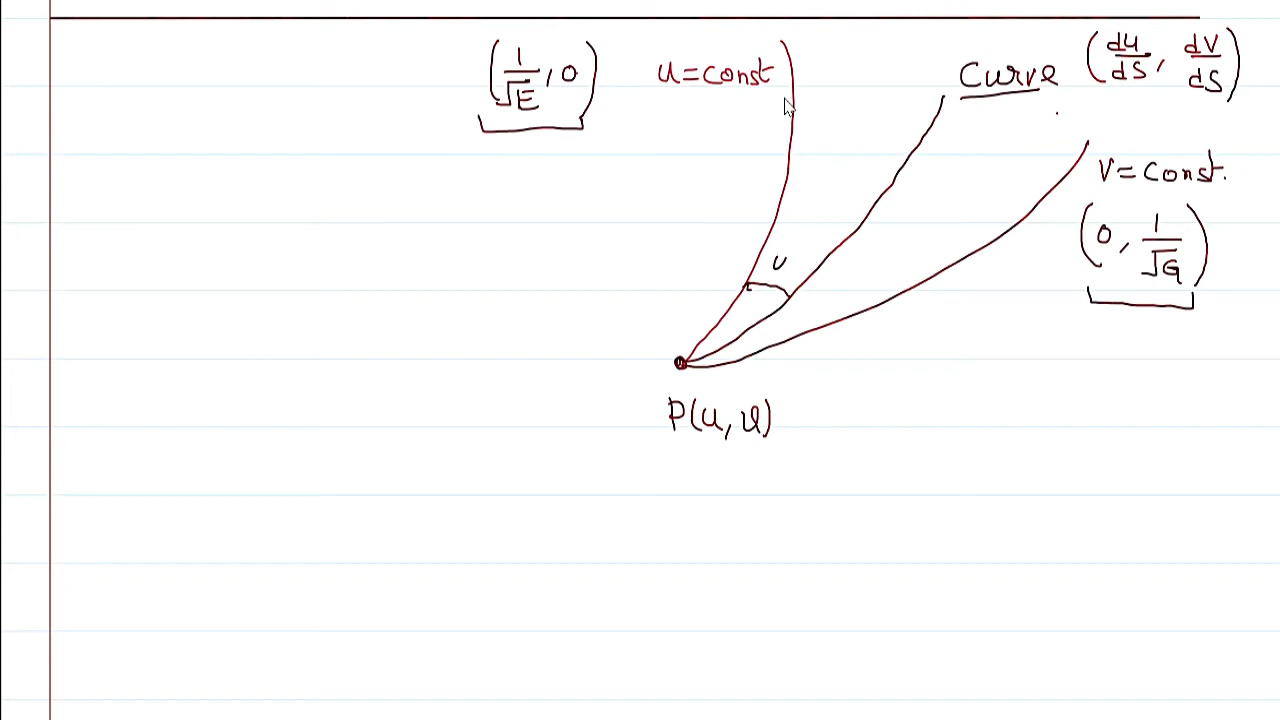 (1/√E, 0)
u = const
Curve (du/ds, dv/ds)
v = const.
(0, 1/√G)
υ
P(u, v)